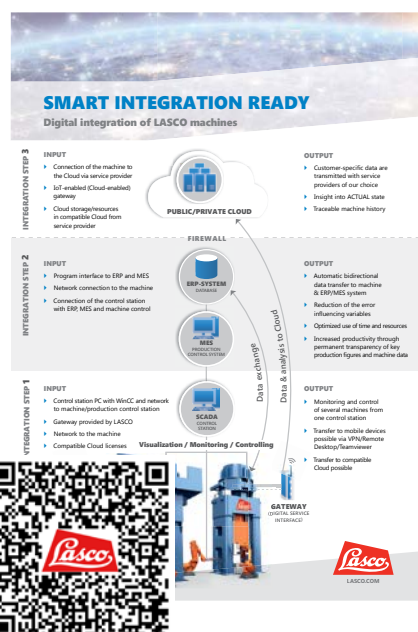 SMART INTEGRATION READY
Digital integration of LASCO machines
INTEGRATION STEP 3
INPUT
Connection of the machine to
the Cloud via service provider
IoT-enabled (Cloud-enabled)
gateway
Cloud storage/resources
in compatible Cloud from
service provider
PUBLIC/PRIVATE CLOUD
OUTPUT
Customer-specific data are
transmitted with service
providers of our choice
Insight into ACTUAL state
Traceable machine history
FIREWALL
INTEGRATION STEP 2
INPUT
Program interface to ERP and MES
Network connection to the machine
Connection of the control station
with ERP, MES and machine control
ERP-SYSTEM
DATABASE
MES
PRODUCTION
CONTROL SYSTEM
OUTPUT
Automatic bidirectional
data transfer to machine
& ERP/MES system
Reduction of the error
influencing variables
Optimized use of time and resources
Increased productivity through
permanent transparency of key
production figures and machine data
Data exchange
Data & analysis to Cloud
NTEGRATION STEP 1
INPUT
Control station PC with WinCC and network
to machine/production control station
Gateway provided by LASCO
Network to the machine
Compatible Cloud licenses
SCADA
CONTROL
STATION
Visualization / Monitoring / Controlling
OUTPUT
Monitoring and control
of several machines from
one control station
Transfer to mobile devices
possible via VPN/Remote
Desktop/Teamviewer
Transfer to compatible
Cloud possible
GATEWAY
(DIGITAL SERVICE
INTERFACE)
Lasco
Lasco
LASCO.COM